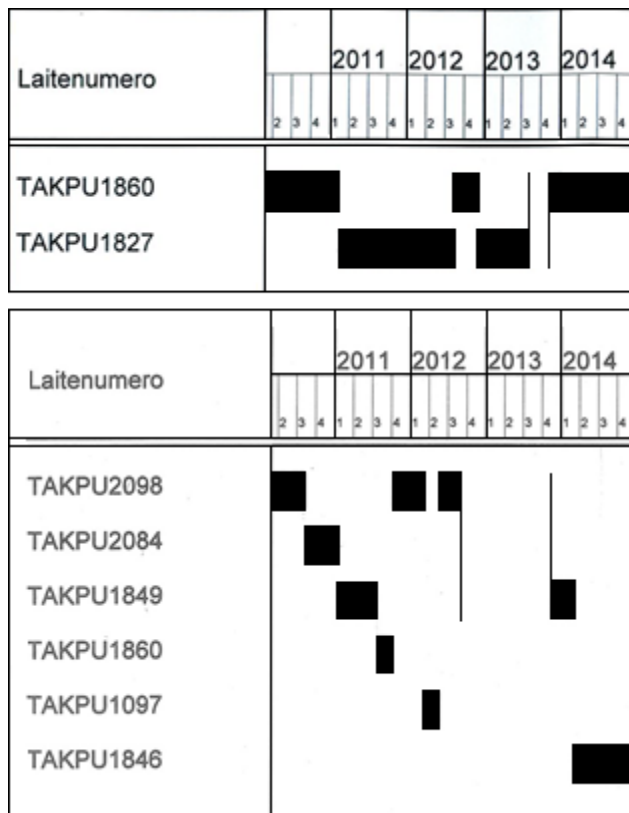 2011 2012 2013 2014
Laitenumero
2 3 4 1 2 3 4 1 2 3 4 1 2 3 4 1 2 3 4
TAKPU1860
TAKPU1827
2011 2012 2013 2014
Laitenumero
2 3 4 1 2 3 4 1 2 3 4 1 2 3 4 1 2 3 4
TAKPU2098
TAKPU2084
TAKPU1849
TAKPU1860
TAKPU1097
TAKPU1846